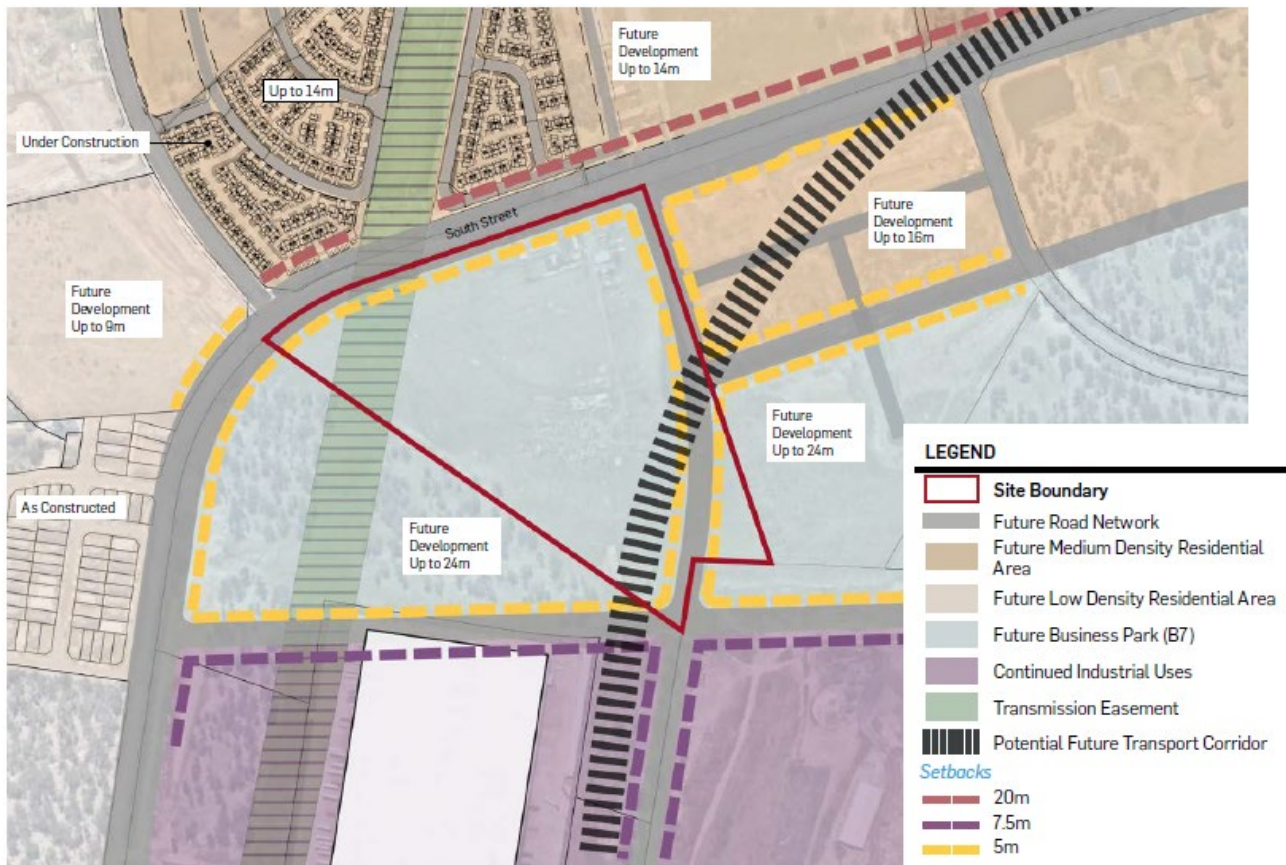 Future
Development
Up to 14m
Up to 14m
Under Construction
South Street
Future
Development
Up to 16m
Future
Development
Up to 9m
Future
Development
Up to 24m
As Constructed
Future
Development
Up to 24m
LEGEND
Site Boundary
Future Road Network
Future Medium Density Residential
Area
Future Low Density Residential Area
Future Business Park (B7)
Continued Industrial Uses
Transmission Easement
Potential Future Transport Corridor
Setbacks
20m
7.5m
5m